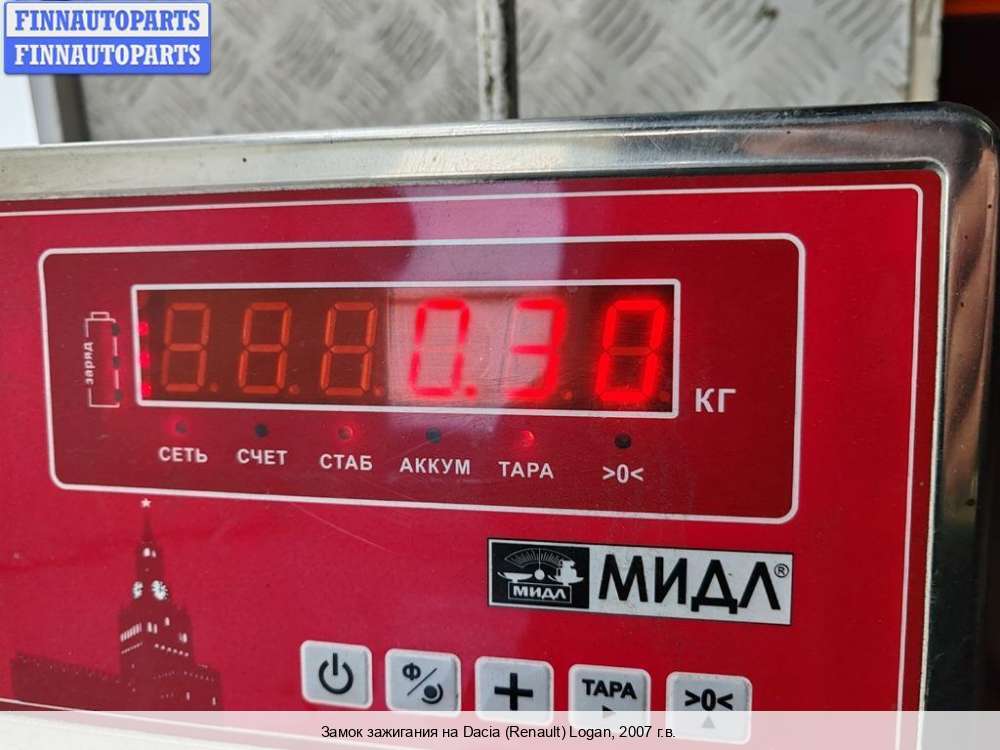 FINNAUTOPARTS
FINNAUTOPARTS
заряд
0.30
КГ
СЕТЬ СЧЕТ СТАБ АККУМ ТАРА >0<
МИДЛ МИДЛ®
Ф + ТАРА >0<
Замок зажигания на Dacia (Renault) Logan, 2007 г.в.